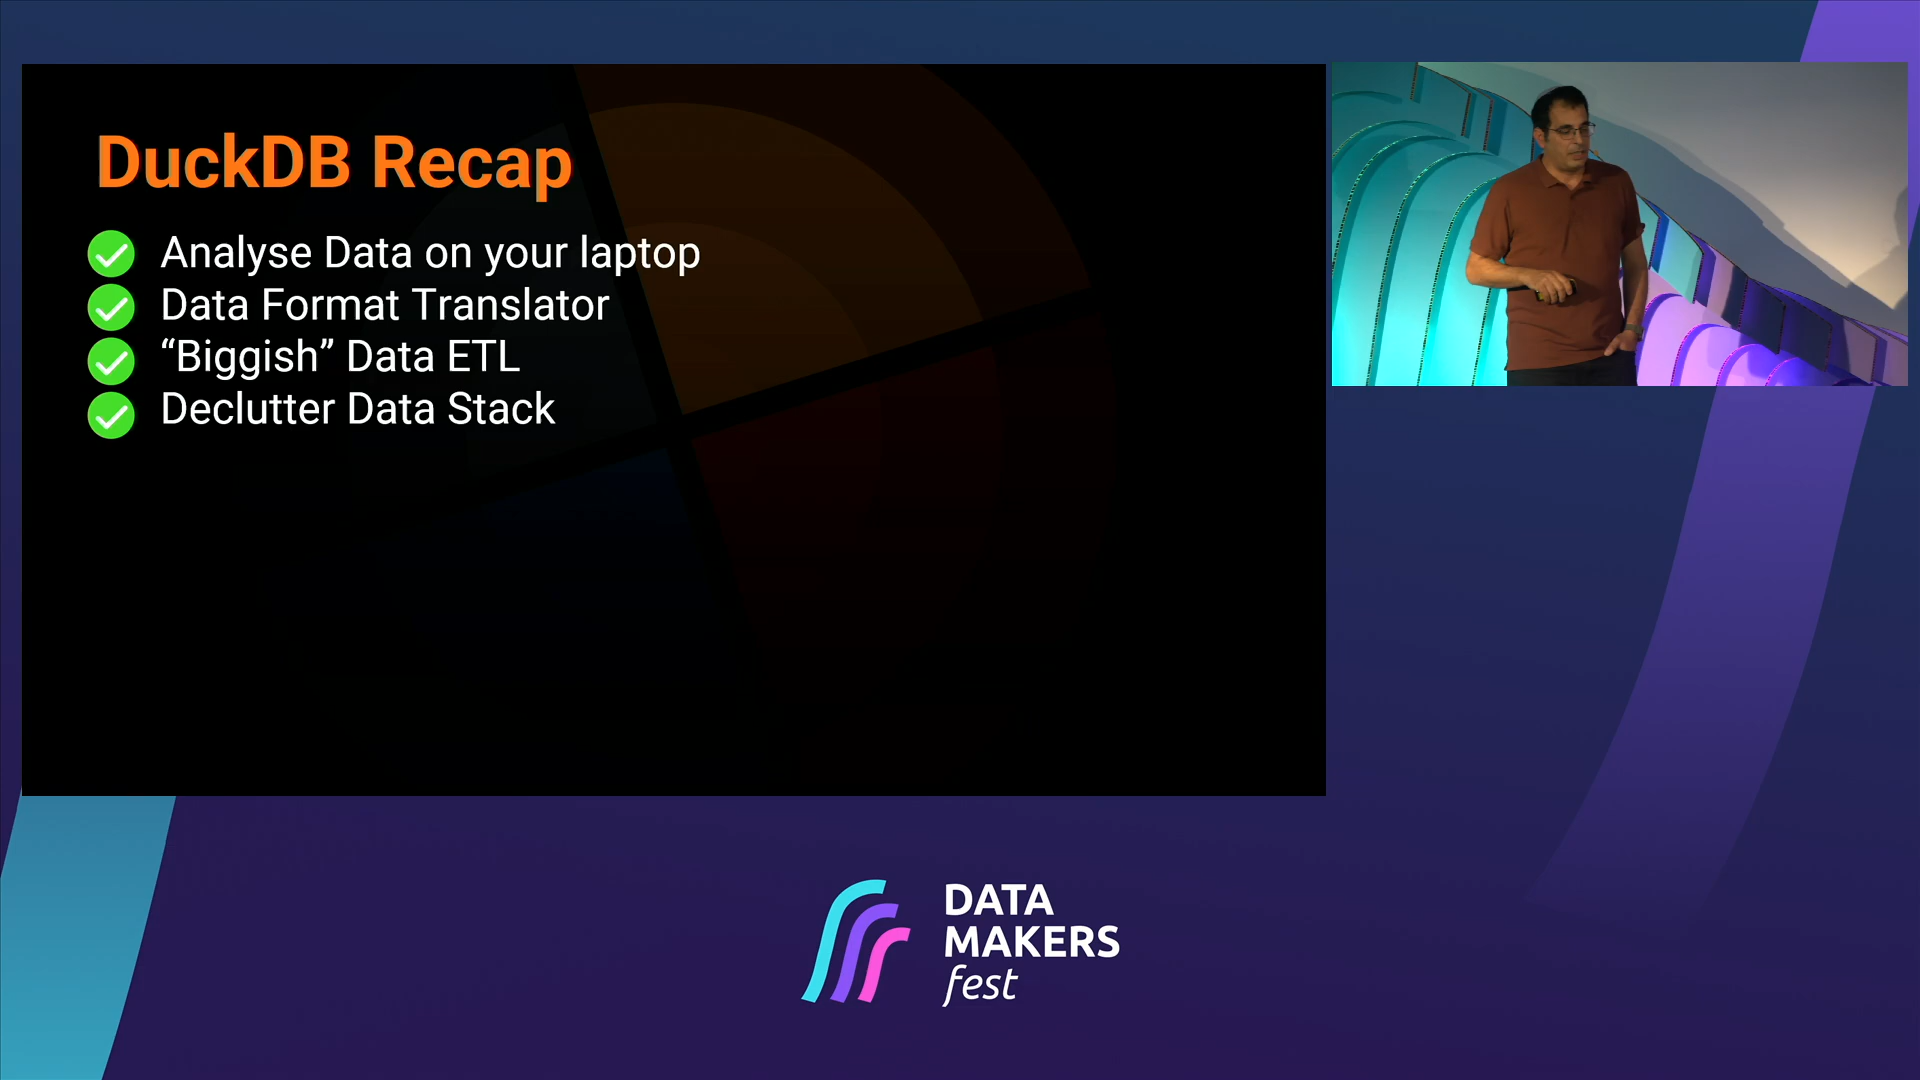 DuckDB Recap
Analyse Data on your laptop
Data Format Translator
“Biggish” Data ETL
Declutter Data Stack
DATA
MAKERS
fest